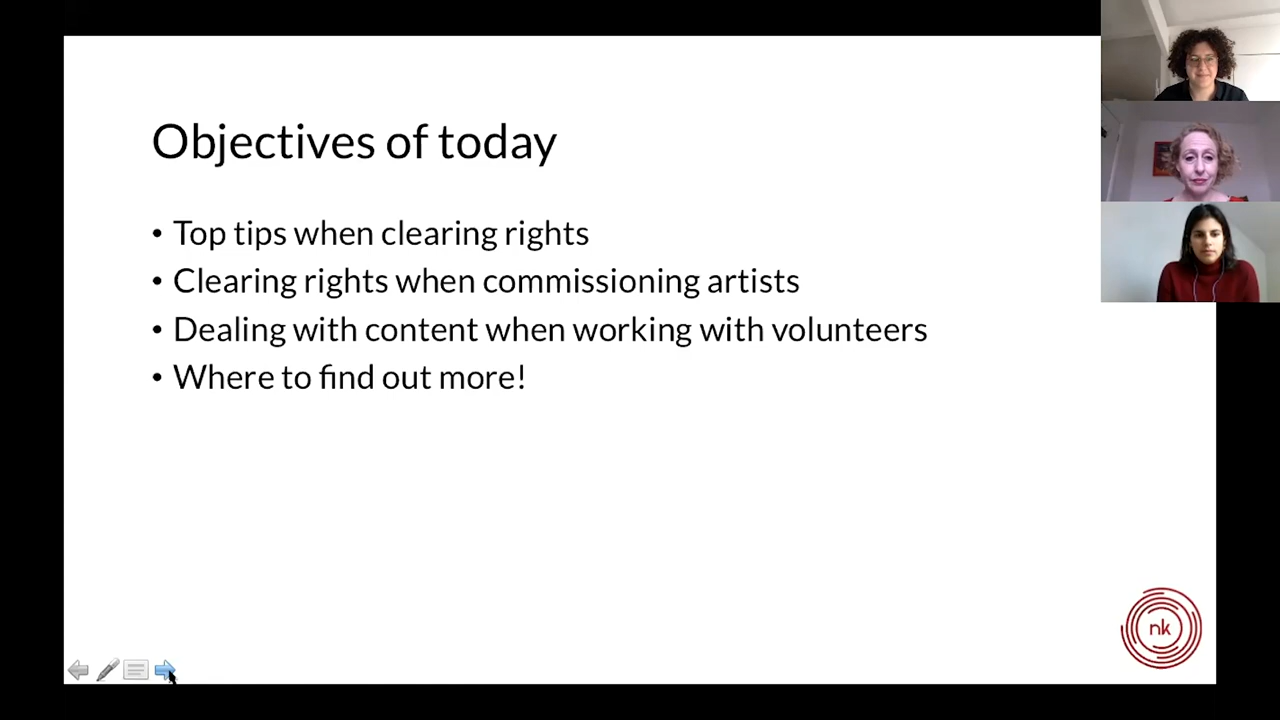 Objectives of today
• Top tips when clearing rights
• Clearing rights when commissioning artists
• Dealing with content when working with volunteers
• Where to find out more!
nk